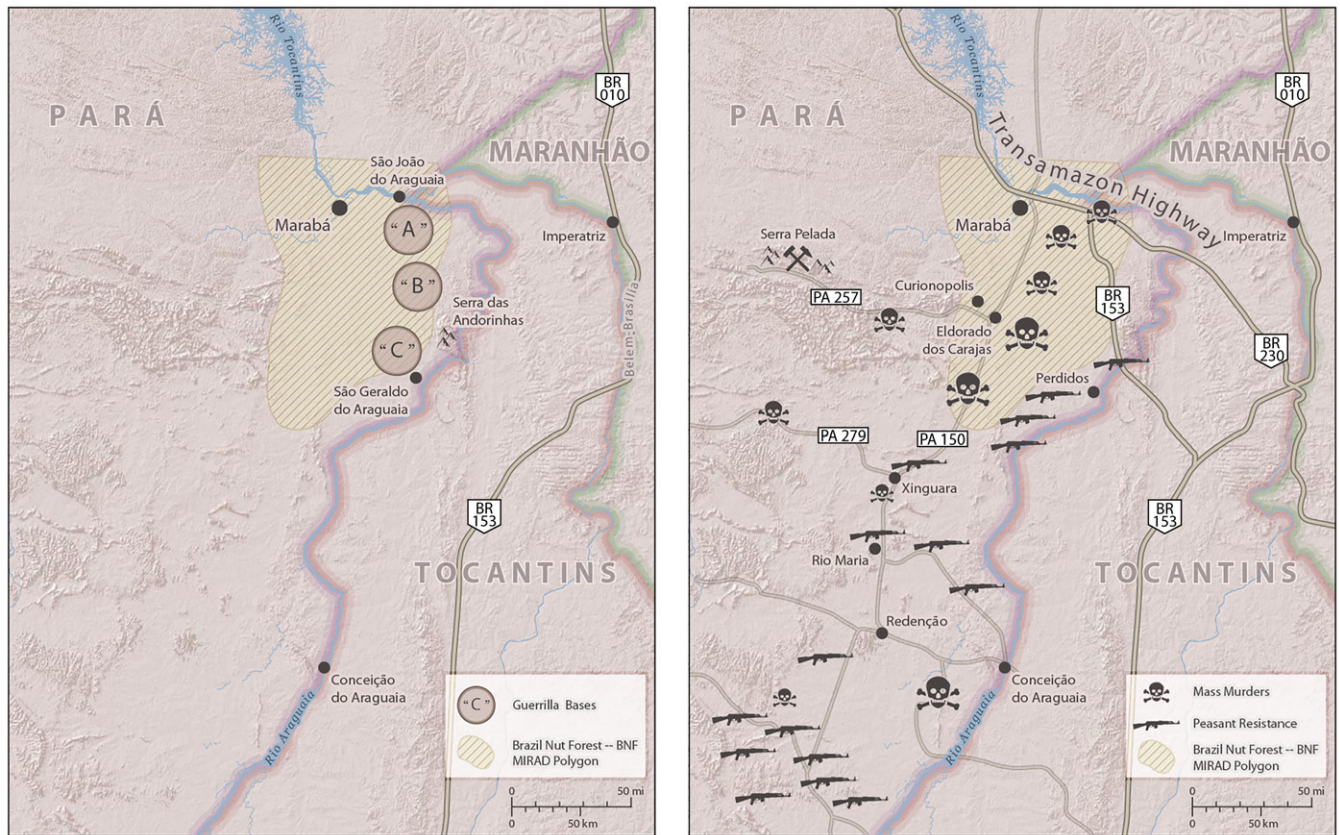 Rio Tocantins
BR
010
PARÁ
MARANHÃO
São João
do Araguaia
Marabá
"A"
Imperatriz
"B"
Serra das
Andorinhas
Belem-Brasília
"C"
São Geraldo
do Araguaia
BR
153
TOCANTINS
Conceição
do Araguaia
Rio Araguaia
"C"
Guerrilla Bases
Brazil Nut Forest -- BNF
MIRAD Polygon
0
50 mi
0
50 km
Rio Tocantins
BR
010
PARÁ
Transamazon Highway
MARANHÃO
Marabá
Imperatriz
Serra Pelada
Curionopolis
PA 257
BR
153
Eldorado
dos Carajas
BR
230
Perdidos
PA 279
PA 150
Xinguara
BR
153
Rio Maria
TOCANTINS
Redenção
Conceição
do Araguaia
Rio Araguaia
Mass Murders
Peasant Resistance
Brazil Nut Forest -- BNF
MIRAD Polygon
0
50 mi
0
50 km